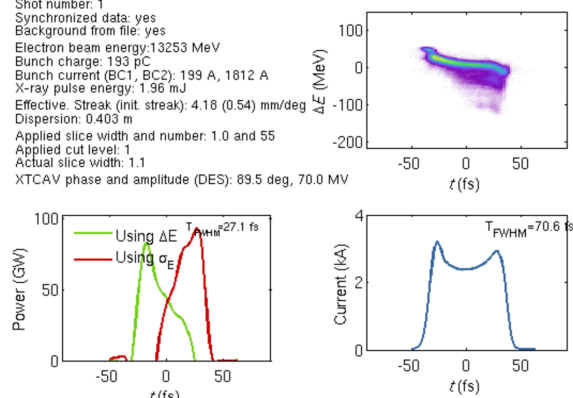 Shot number: 1
Synchronized data: yes
Background from file: yes
Electron beam energy:13253 MeV
Bunch charge: 193 pC
Bunch current (BC1, BC2): 199 A, 1812 A
X-ray pulse energy: 1.96 mJ
Effective. Streak (init. streak): 4.18 (0.54) mm/deg
Dispersion: 0.403 m
Applied slice width and number: 1.0 and 55
Applied cut level: 1
Actual slice width: 1.1
XTCAV phase and amplitude (DES): 89.5 deg, 70.0 MV
ΔE (MeV)
100
0
-100
-200
-50 0 50
t (fs)
Power (GW)
100
50
0
Using ΔE
Using σE
TFWHM=27.1 fs
-50 0 50
t (fs)
Current (kA)
4
2
0
TFWHM=70.6 fs
-50 0 50
t (fs)